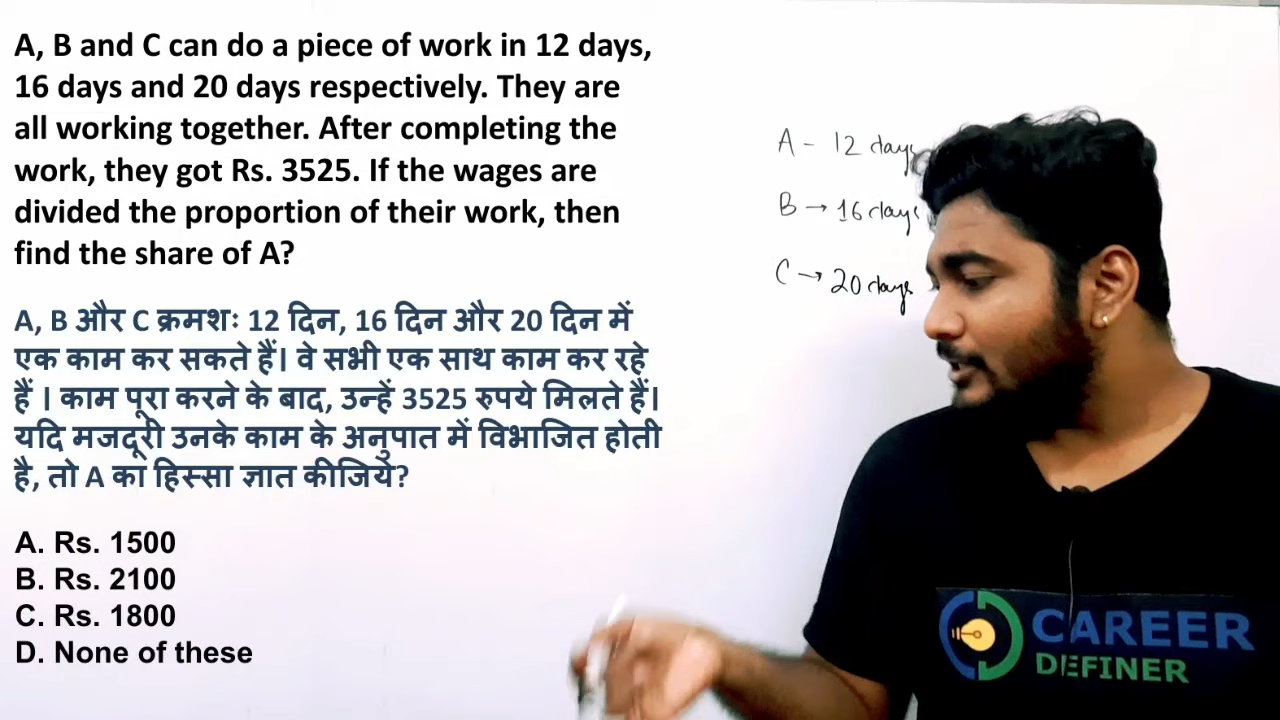 A, B and C can do a piece of work in 12 days,
16 days and 20 days respectively. They are
all working together. After completing the
work, they got Rs. 3525. If the wages are
divided the proportion of their work, then
find the share of A?
A, B और C क्रमशः 12 दिन, 16 दिन और 20 दिन में
एक काम कर सकते हैं। वे सभी एक साथ काम कर रहे
हैं । काम पूरा करने के बाद, उन्हें 3525 रुपये मिलते हैं।
यदि मजदूरी उनके काम के अनुपात में विभाजित होती
है, तो A का हिस्सा ज्ञात कीजिये?
A. Rs. 1500
B. Rs. 2100
C. Rs. 1800
D. None of these
A - 12 days
B → 16 days
C → 20 days
CAREER
DEFINER